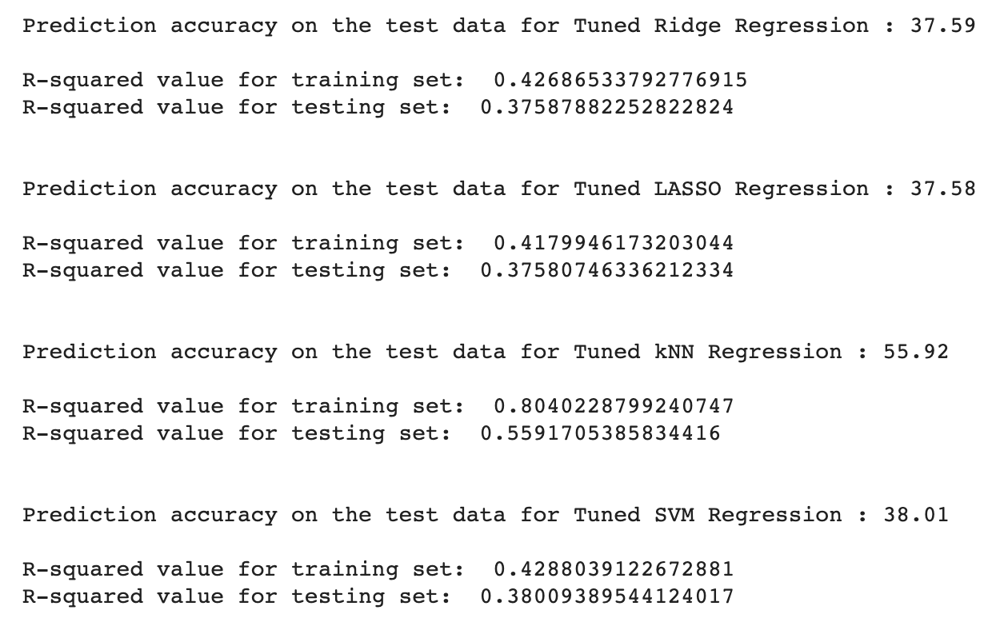 Prediction accuracy on the test data for Tuned Ridge Regression : 37.59
R-squared value for training set:  0.42686533792776915
R-squared value for testing set:  0.37587882252822824
Prediction accuracy on the test data for Tuned LASSO Regression : 37.58
R-squared value for training set:  0.4179946173203044
R-squared value for testing set:  0.37580746336212334
Prediction accuracy on the test data for Tuned kNN Regression : 55.92
R-squared value for training set:  0.8040228799240747
R-squared value for testing set:  0.5591705385834416
Prediction accuracy on the test data for Tuned SVM Regression : 38.01
R-squared value for training set:  0.4288039122672881
R-squared value for testing set:  0.38009389544124017